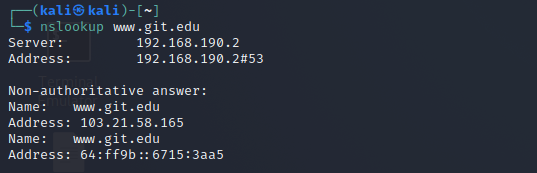 ┌──(kali㉿kali)-[~]
└─$ nslookup www.git.edu
Server:         192.168.190.2
Address:        192.168.190.2#53

Non-authoritative answer:
Name:   www.git.edu
Address: 103.21.58.165
Name:   www.git.edu
Address: 64:ff9b::6715:3aa5